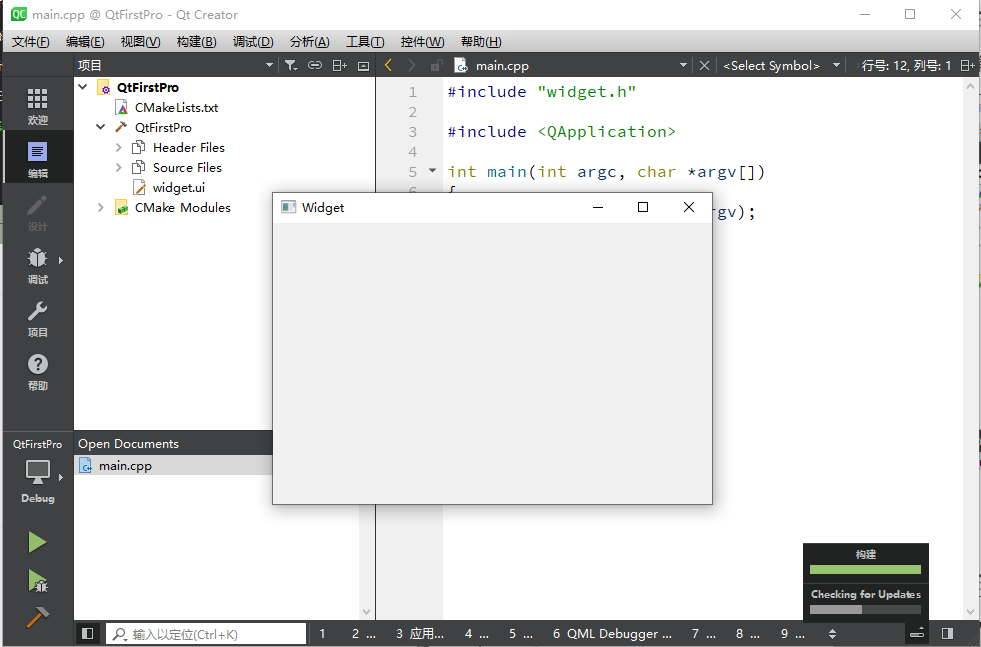 main.cpp @ QtFirstPro - Qt Creator
文件(F) 编辑(E) 视图(V) 构建(B) 调试(D) 分析(A) 工具(T) 控件(W) 帮助(H)
项目
main.cpp
<Select Symbol>
行号: 12, 列号: 1
欢迎
编辑
设计
调试
项目
帮助
QtFirstPro
Debug
QtFirstPro
CMakeLists.txt
QtFirstPro
Header Files
Source Files
widget.ui
CMake Modules
Open Documents
main.cpp
1 #include "widget.h"
2
3 #include <QApplication>
4
5 int main(int argc, char *argv[])
6 {
rgv);
Widget
构建
Checking for Updates
输入以定位(Ctrl+K)
1 2 ... 3 应用... 4 ... 5 ... 6 QML Debugger ... 7 ... 8 ... 9 ...